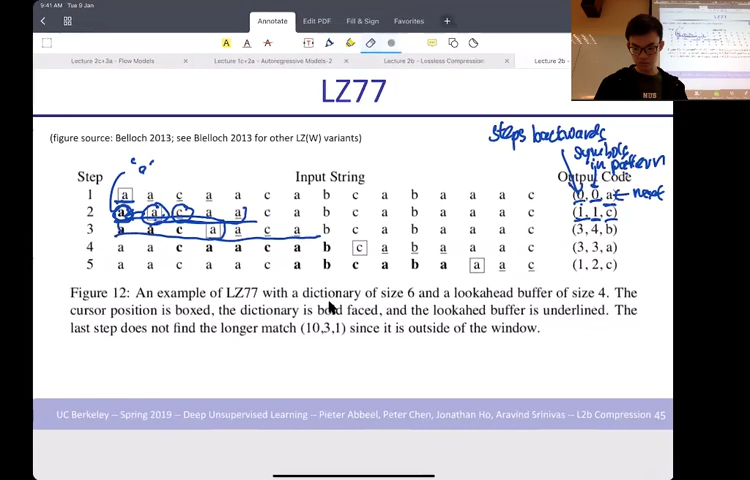 9:41 AM Tue 9 Jan
Annotate Edit PDF Fill & Sign Favorites +
Lecture 2c+3a - Flow Models × Lecture 1c+2a - Autoregressive Models-2 × Lecture 2b - Lossless Compression × Lecture 2b - Loss
LZ77
NUS
(figure source: Belloch 2013; see Blelloch 2013 for other LZ(W) variants)
steps backwards
symbols
in pattern
"a"
Step Input String Output Code
1 a a c a a c a b c a b a a a c (0, 0, a) ← next
2 a a c a a c a b c a b a a a c (1, 1, c)
3 a a c a a c a b c a b a a a c (3, 4, b)
4 a a c a a c a b c a b a a a c (3, 3, a)
5 a a c a a c a b c a b a a a c (1, 2, c)
Figure 12: An example of LZ77 with a dictionary of size 6 and a lookahead buffer of size 4. The
cursor position is boxed, the dictionary is bold faced, and the lookahed buffer is underlined. The
last step does not find the longer match (10,3,1) since it is outside of the window.
UC Berkeley -- Spring 2019 -- Deep Unsupervised Learning -- Pieter Abbeel, Peter Chen, Jonathan Ho, Aravind Srinivas -- L2b Compression 45